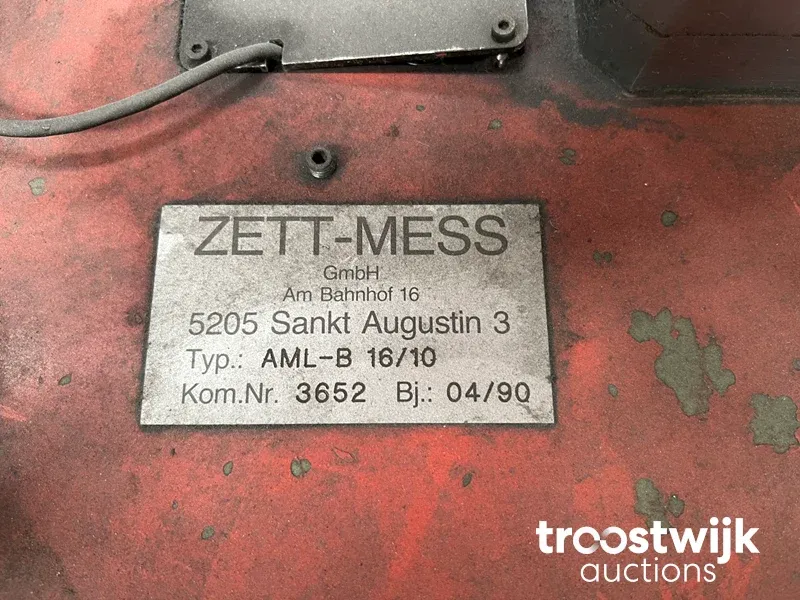 ZETT-MESS
GmbH
Am Bahnhof 16
5205 Sankt Augustin 3
Typ.: AML-B 16/10
Kom.Nr. 3652 Bj.: 04/90
troostwijk
auctions